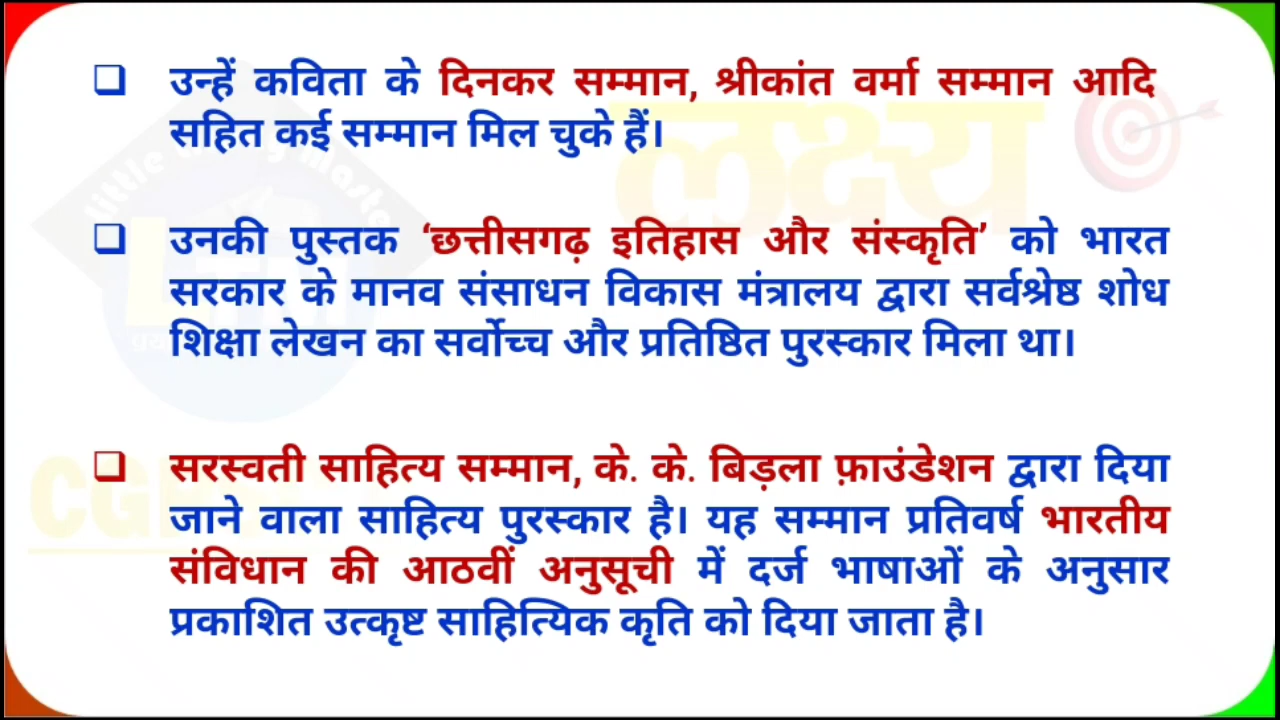 ❑ उन्हें कविता के दिनकर सम्मान, श्रीकांत वर्मा सम्मान आदि
सहित कई सम्मान मिल चुके हैं।
❑ उनकी पुस्तक ‘छत्तीसगढ़ इतिहास और संस्कृति’ को भारत
सरकार के मानव संसाधन विकास मंत्रालय द्वारा सर्वश्रेष्ठ शोध
शिक्षा लेखन का सर्वोच्च और प्रतिष्ठित पुरस्कार मिला था।
❑ सरस्वती साहित्य सम्मान, के. के. बिड़ला फ़ाउंडेशन द्वारा दिया
जाने वाला साहित्य पुरस्कार है। यह सम्मान प्रतिवर्ष भारतीय
संविधान की आठवीं अनुसूची में दर्ज भाषाओं के अनुसार
प्रकाशित उत्कृष्ट साहित्यिक कृति को दिया जाता है।
लक्ष्य